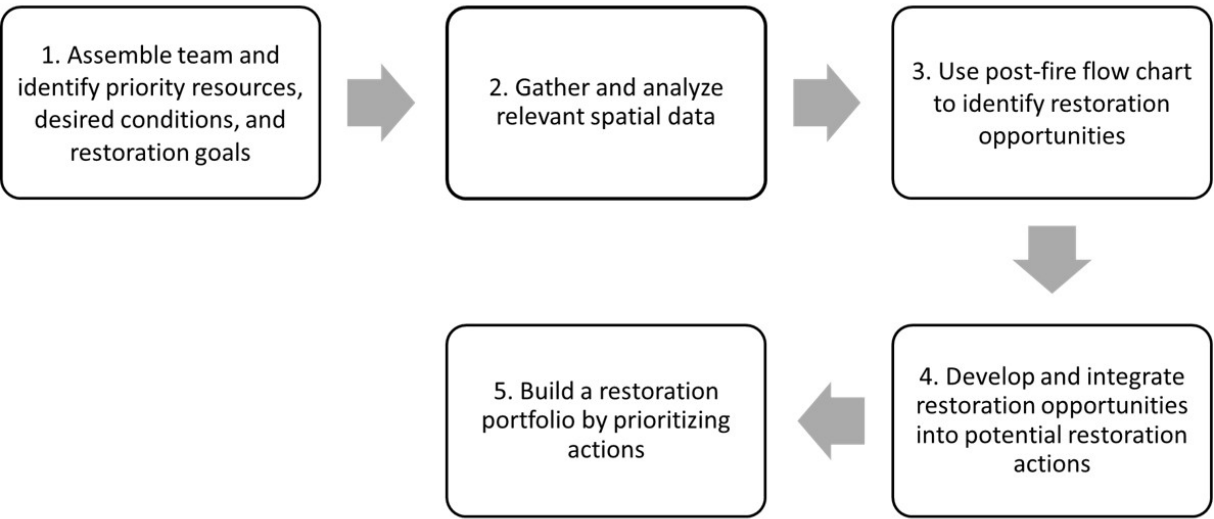 1. Assemble team and
identify priority resources,
desired conditions, and
restoration goals
2. Gather and analyze
relevant spatial data
3. Use post-fire flow chart
to identify restoration
opportunities
4. Develop and integrate
restoration opportunities
into potential restoration
actions
5. Build a restoration
portfolio by prioritizing
actions